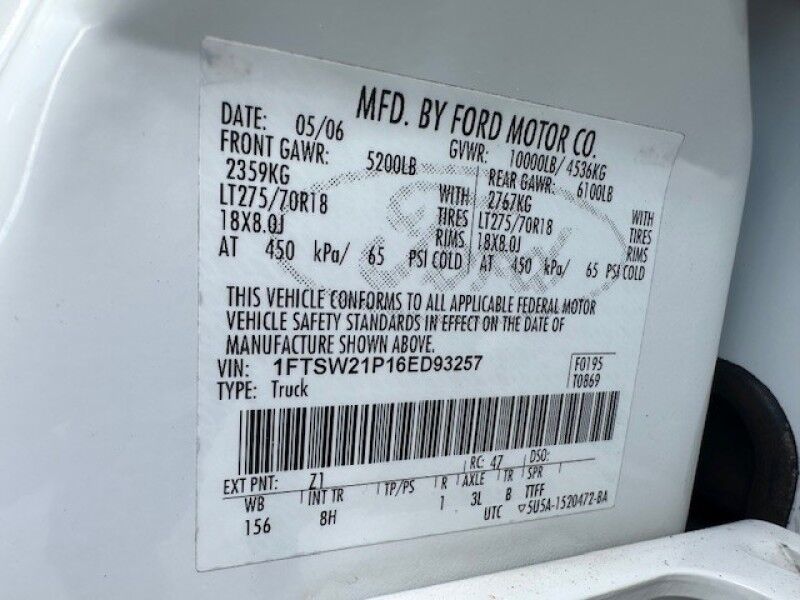 MFD. BY FORD MOTOR CO.
DATE: 05/06 GVWR: 10000LB/4536KG
FRONT GAWR: 5200LB REAR GAWR: 6100LB
2359KG WITH 2767KG WITH
LT275/70R18 TIRES LT275/70R18 TIRES
18X8.0J RIMS 18X8.0J RIMS
AT 450 kPa/ 65 PSI COLD AT 450 kPa/ 65 PSI COLD
Ford
THIS VEHICLE CONFORMS TO ALL APPLICABLE FEDERAL MOTOR
VEHICLE SAFETY STANDARDS IN EFFECT ON THE DATE OF
MANUFACTURE SHOWN ABOVE.
VIN: 1FTSW21P16ED93257 F0195
TYPE: Truck T0869
EXT PNT: Z1 RC: 47 DSO:
WB INT TR TP/PS R AXLE TR SPR
156 8H 1 3L B TTFF
UTC ▽5U5A-1520472-BA